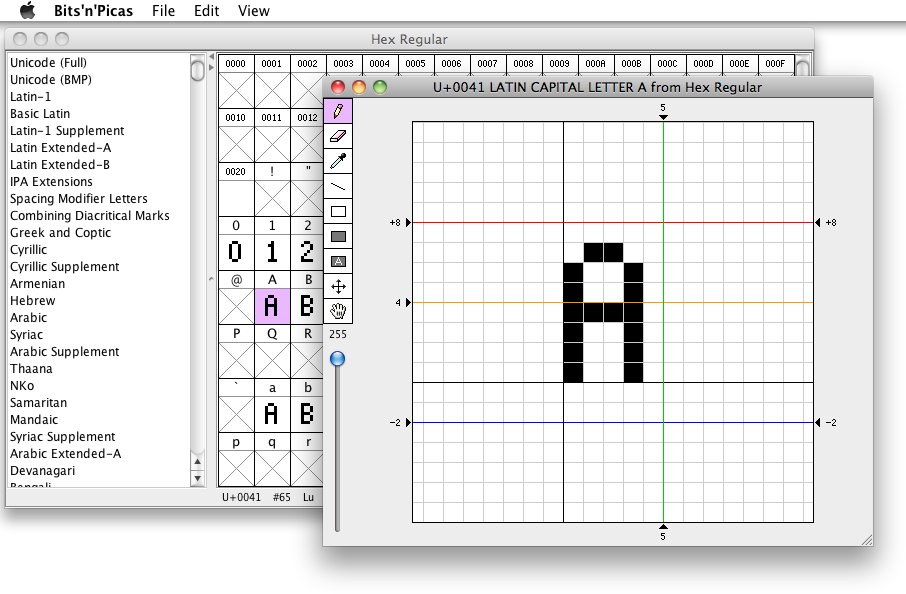 Bits'n'Picas File Edit View
Hex Regular
Unicode (Full)
Unicode (BMP)
Latin-1
Basic Latin
Latin-1 Supplement
Latin Extended-A
Latin Extended-B
IPA Extensions
Spacing Modifier Letters
Combining Diacritical Marks
Greek and Coptic
Cyrillic
Cyrillic Supplement
Armenian
Hebrew
Arabic
Syriac
Arabic Supplement
Thaana
NKo
Samaritan
Mandaic
Syriac Supplement
Arabic Extended-A
Devanagari
Bengali
0000 0001 0002 0003 0004 0005 0006 0007 0008 0009 000A 000B 000C 000D 000E 000F
0010 0011 0012
0020 ! "
0 1 2
0 1 2
@ A B
A B
P Q R
` a b
A B
p q r
U+0041 #65 Lu
U+0041 LATIN CAPITAL LETTER A from Hex Regular
A
255
5
+8 +8
A
4
-2 -2
5